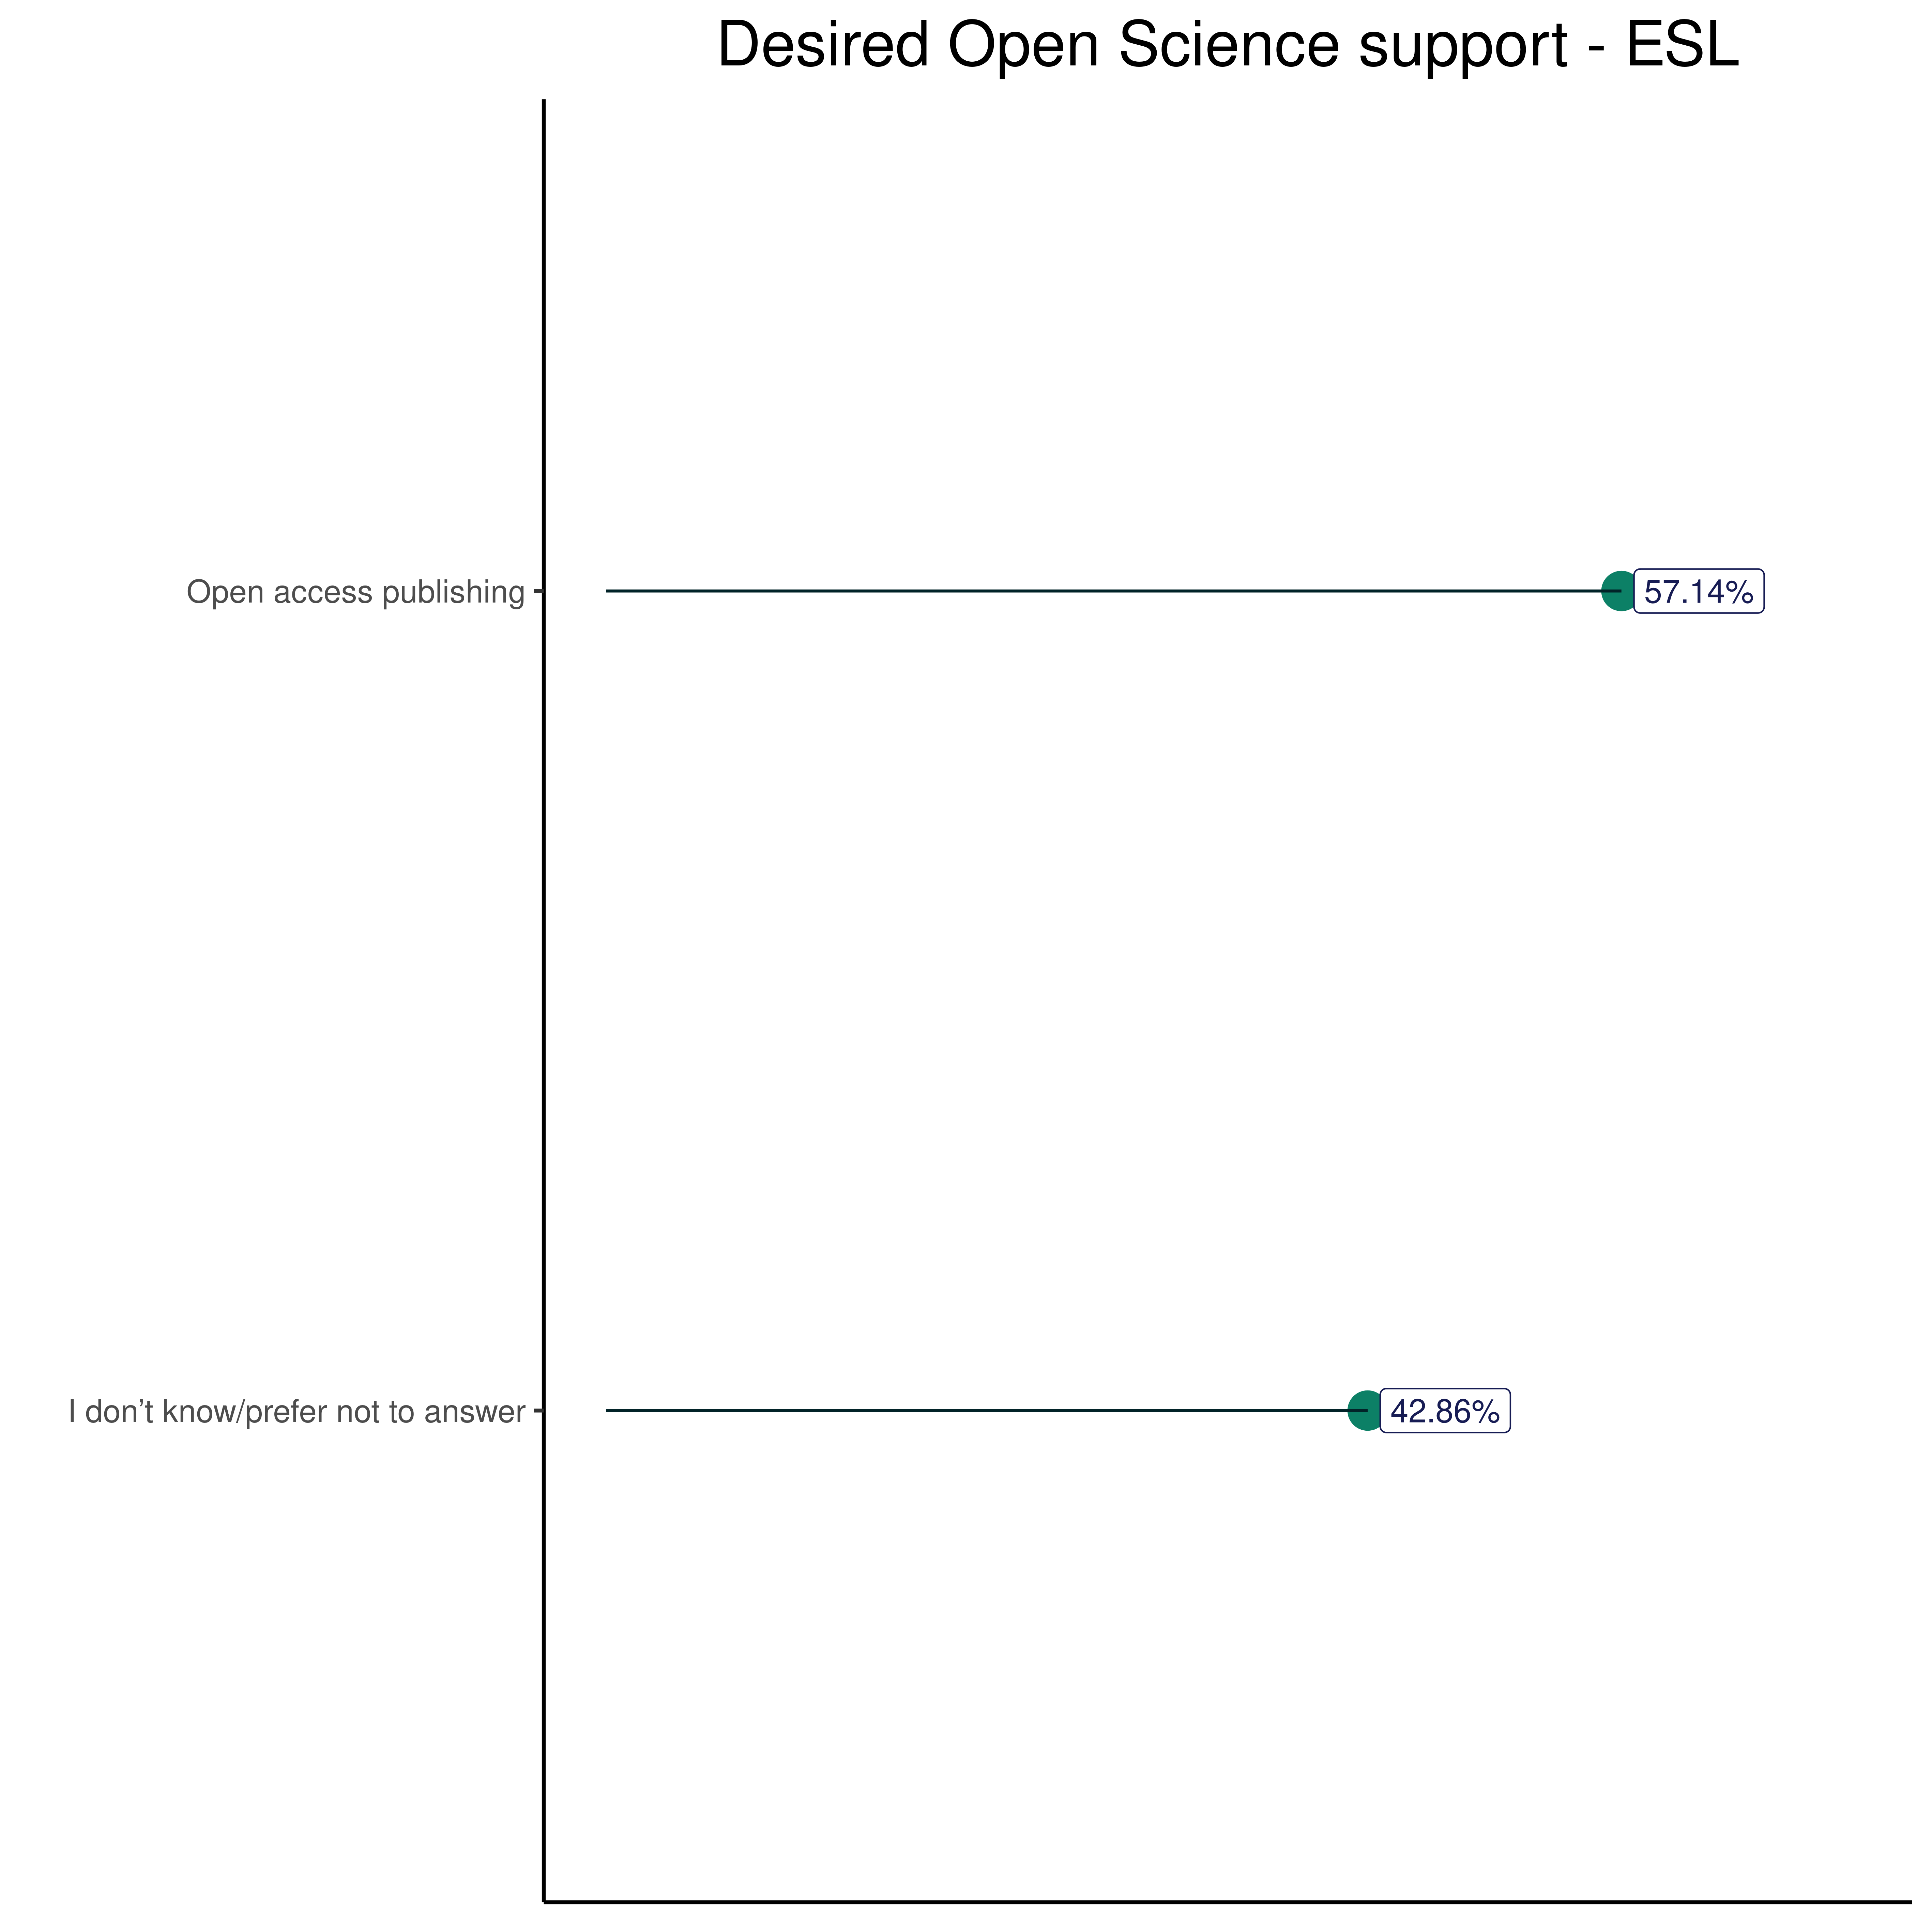 Desired Open Science support - ESL
Open access publishing
57.14%
I don’t know/prefer not to answer
42.86%